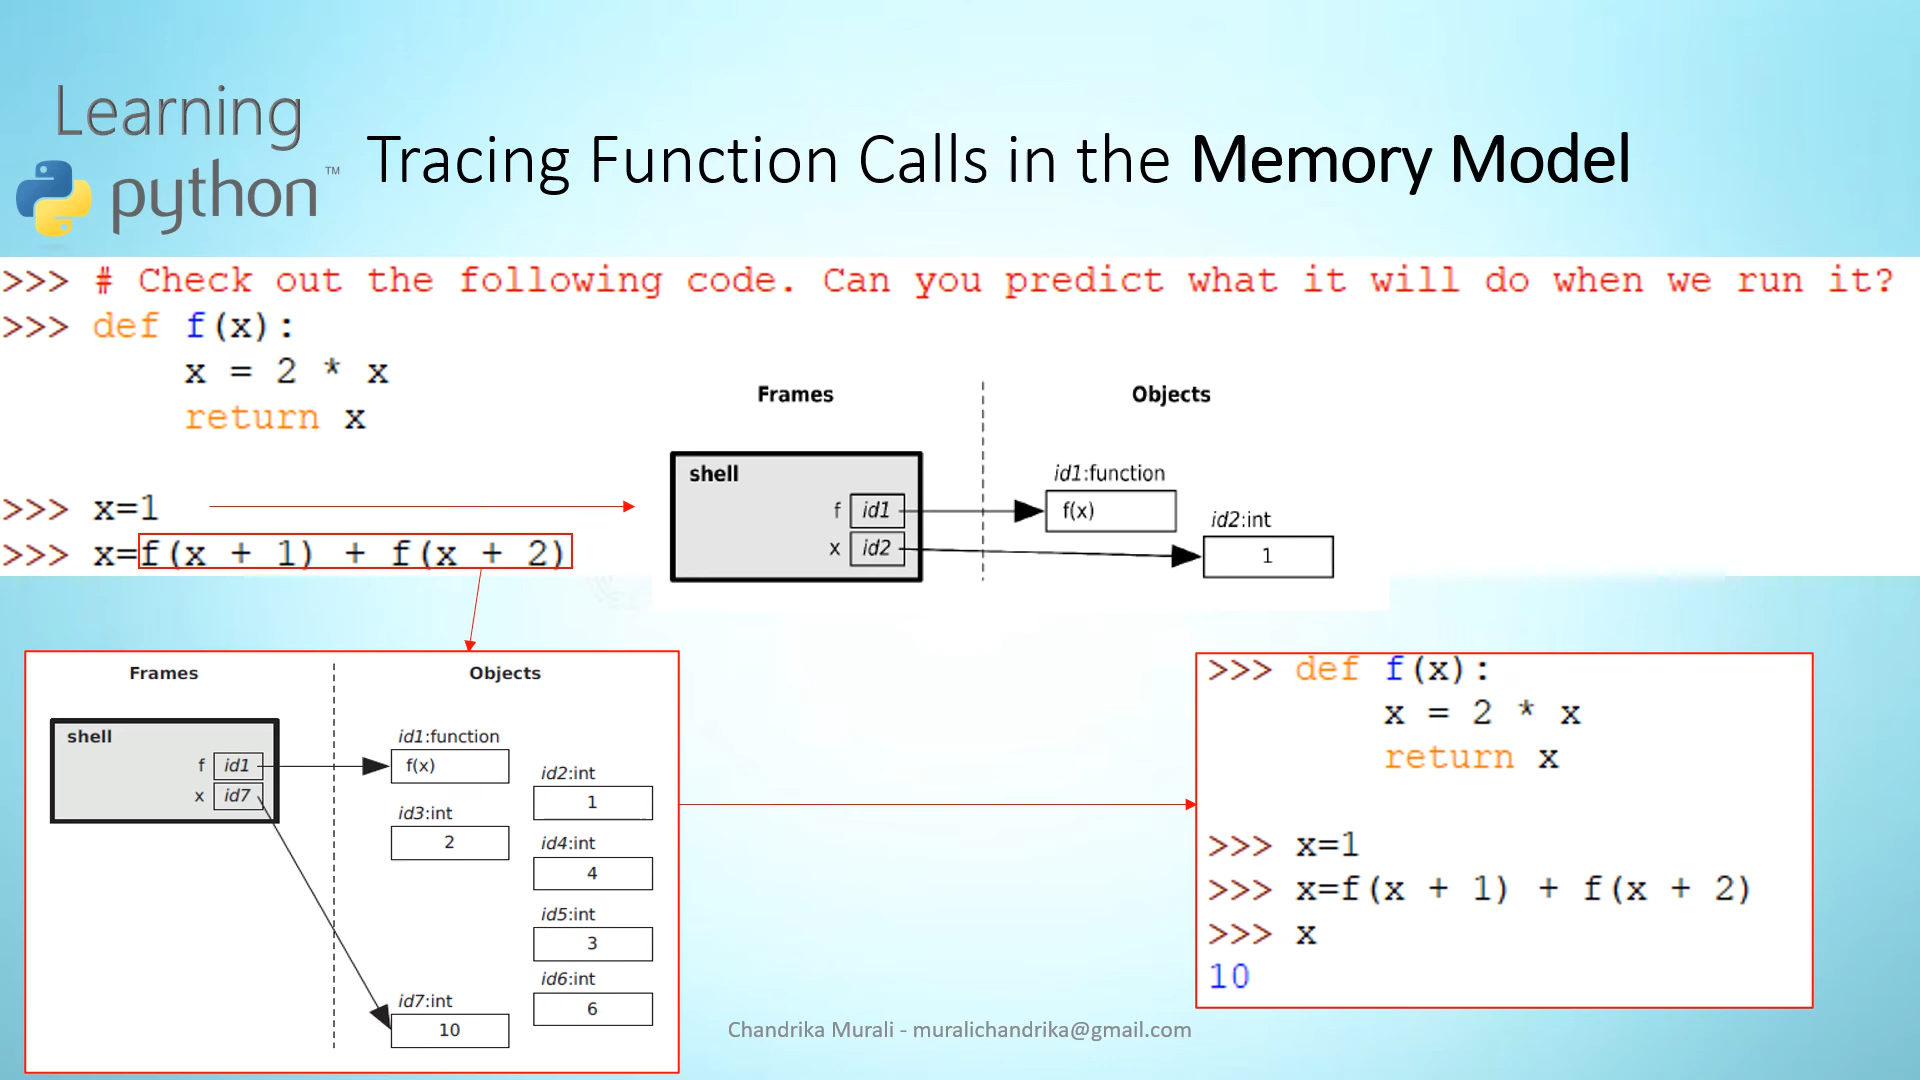 Learning
python™
Tracing Function Calls in the Memory Model
>>> # Check out the following code. Can you predict what it will do when we run it?
>>> def f(x):
x = 2 * x
return x
>>> x=1
>>> x=f(x + 1) + f(x + 2)
Frames
Objects
shell
f id1
x id2
id1:function
f(x)
id2:int
1
Frames
Objects
shell
f id1
x id7
id1:function
f(x)
id2:int
1
id3:int
2
id4:int
4
id5:int
3
id6:int
6
id7:int
10
>>> def f(x):
x = 2 * x
return x
>>> x=1
>>> x=f(x + 1) + f(x + 2)
>>> x
10
Chandrika Murali - muralichandrika@gmail.com